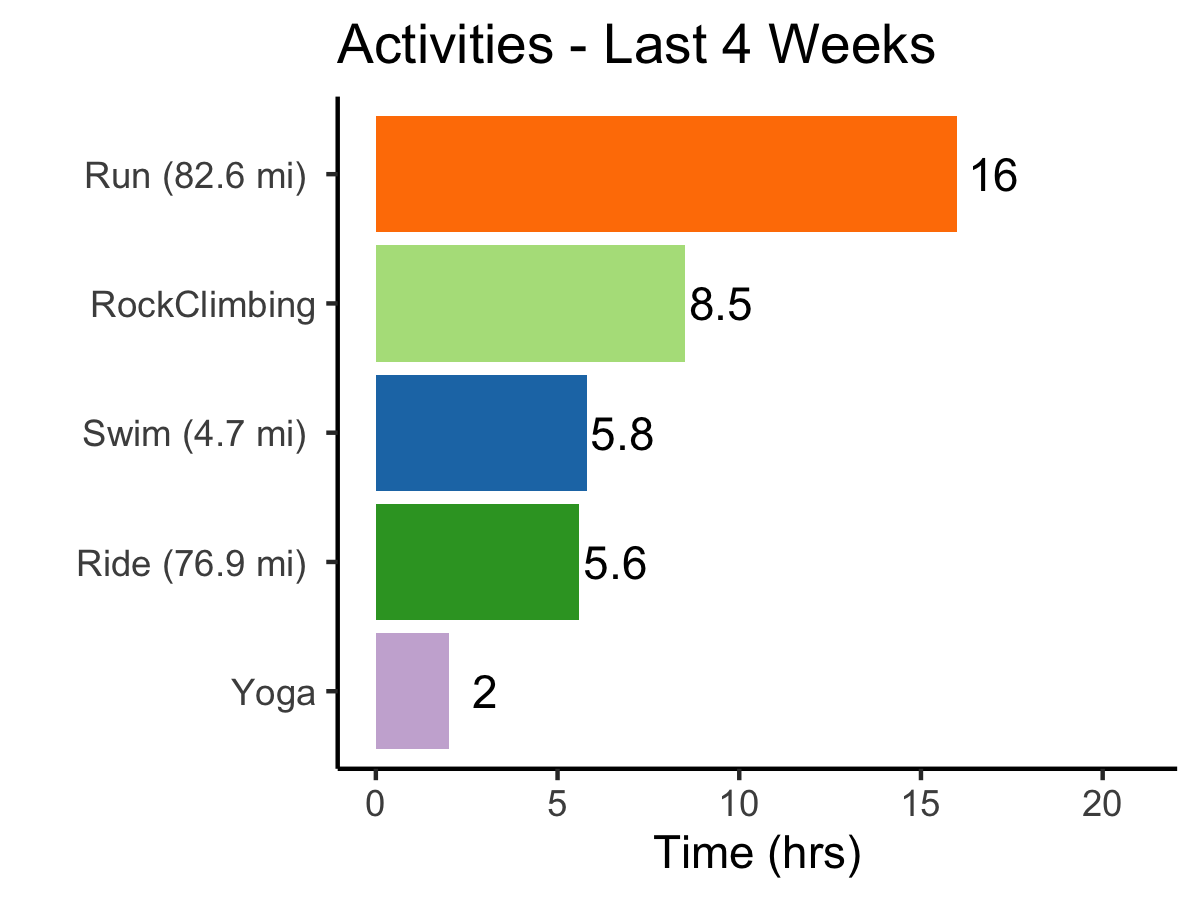 Activities - Last 4 Weeks
Run (82.6 mi) 16
RockClimbing 8.5
Swim (4.7 mi) 5.8
Ride (76.9 mi) 5.6
Yoga 2
0 5 10 15 20
Time (hrs)